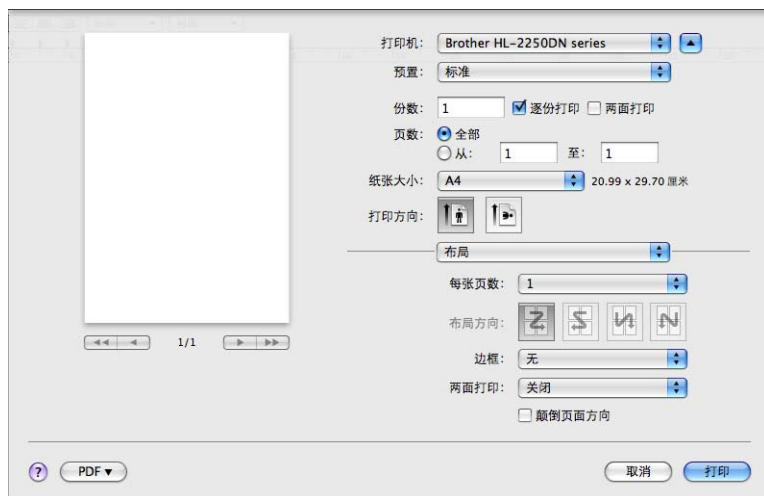 打印机: Brother HL-2250DN series
预置: 标准
份数: 1 逐份打印 两面打印
页数: 全部
从: 1 至: 1
纸张大小: A4 20.99 x 29.70 厘米
打印方向:
布局
每张页数: 1
布局方向:
1/1
边框: 无
两面打印: 关闭
颠倒页面方向
? PDF▼ 取消 打印